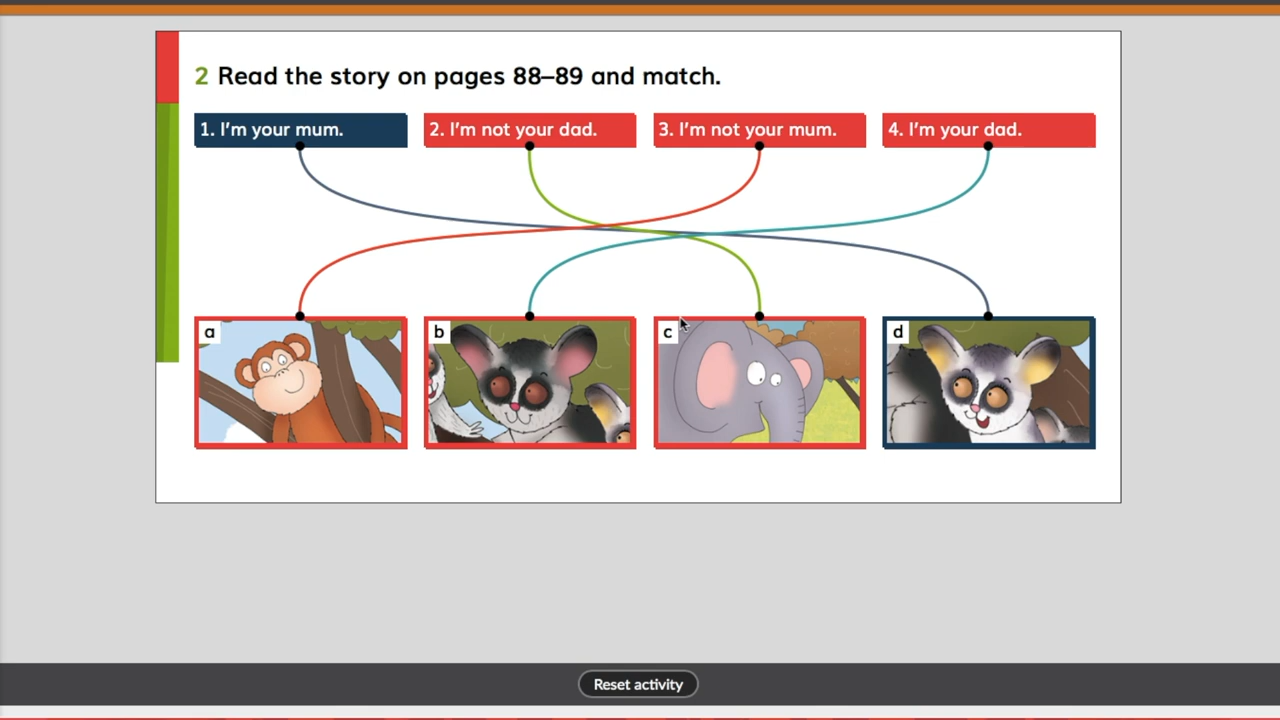 2 Read the story on pages 88–89 and match.
1. I'm your mum.
2. I'm not your dad.
3. I'm not your mum.
4. I'm your dad.
a
b
c
d
Reset activity